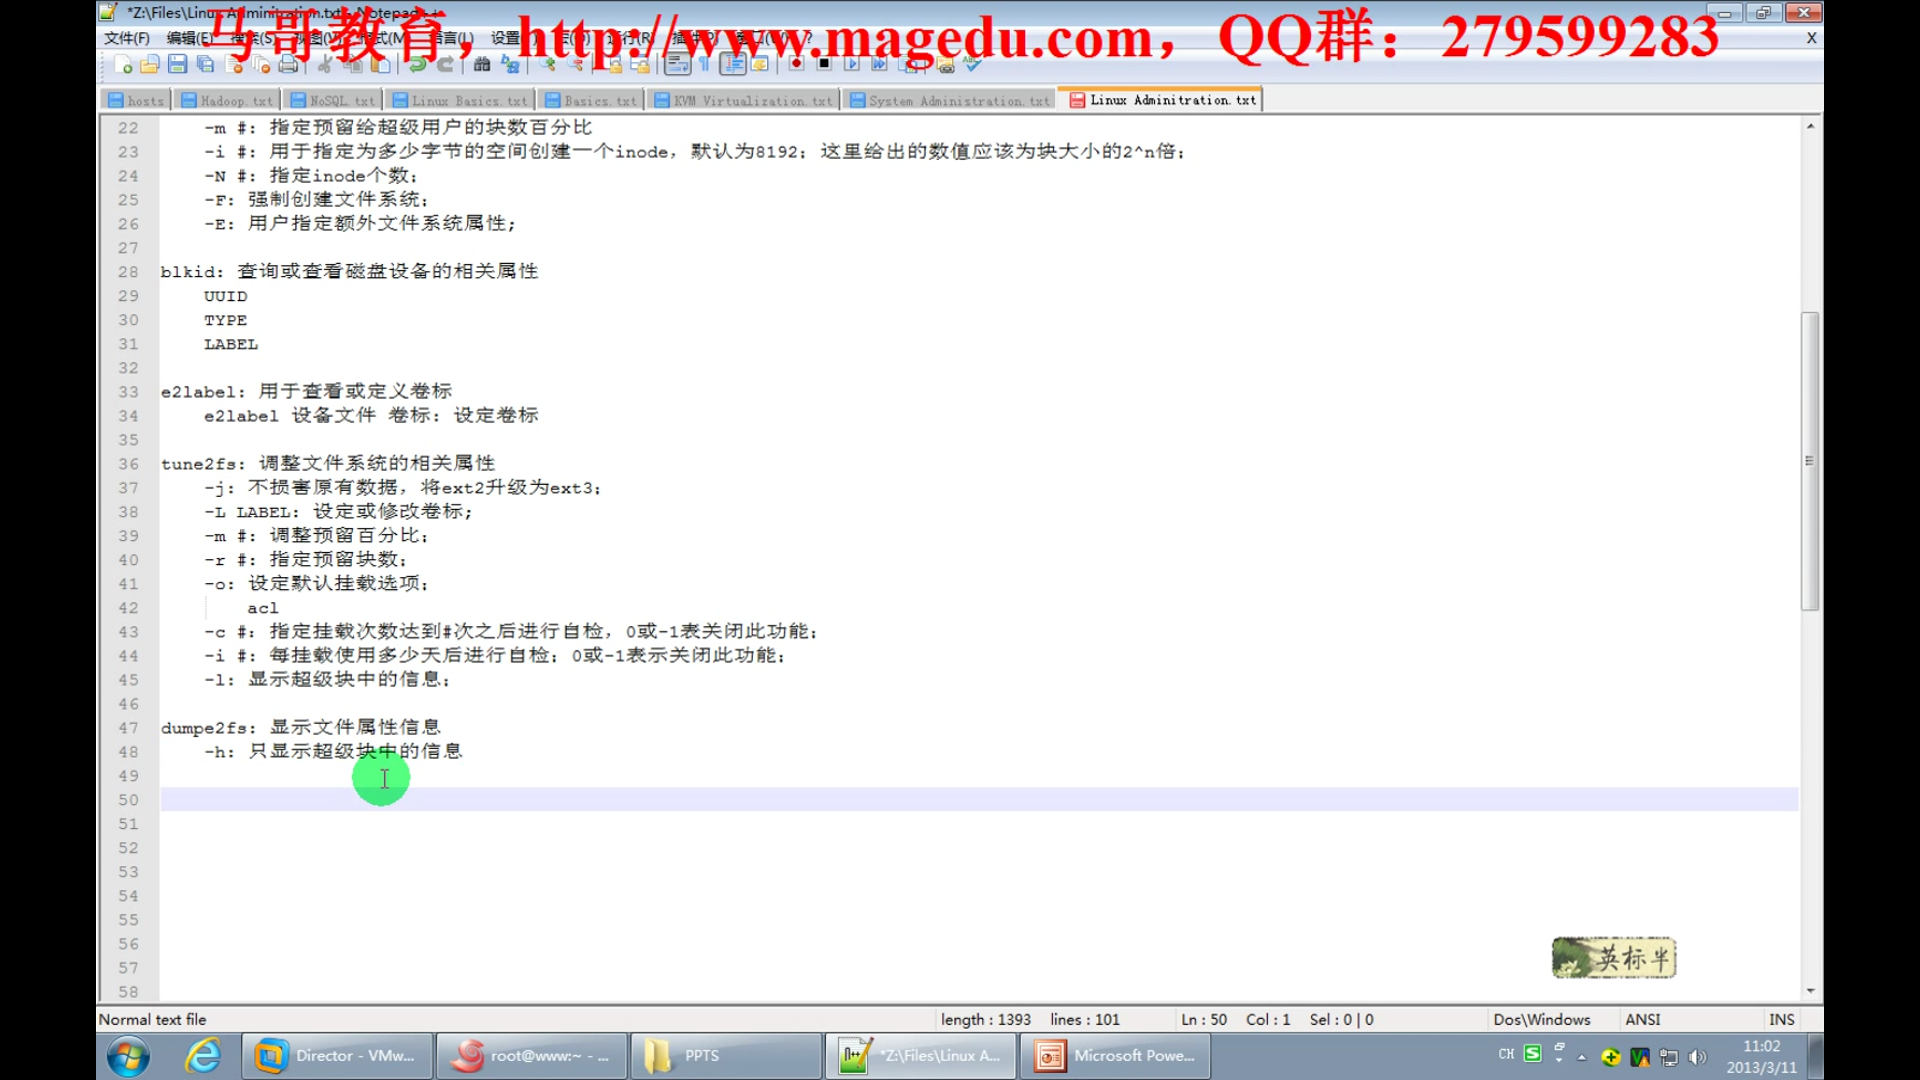 *Z:\Files\Linux Adminitration.txt - Notepad++
马哥教育，http://www.magedu.com，QQ群：279599283
文件(F) 编辑(E) 搜索(S) 视图(V) 格式(M) 语言(L) 设置 运行(R) ?
X
hosts Hadoop.txt NoSQL.txt Linux Basics.txt Basics.txt KVM Virtualization.txt System Administration.txt Linux Adminitration.txt
22 -m #: 指定预留给超级用户的块数百分比
23 -i #: 用于指定为多少字节的空间创建一个inode，默认为8192；这里给出的数值应该为块大小的2^n倍;
24 -N #: 指定inode个数;
25 -F: 强制创建文件系统;
26 -E: 用户指定额外文件系统属性;
27
28 blkid: 查询或查看磁盘设备的相关属性
29 UUID
30 TYPE
31 LABEL
32
33 e2label: 用于查看或定义卷标
34 e2label 设备文件 卷标: 设定卷标
35
36 tune2fs: 调整文件系统的相关属性
37 -j: 不损害原有数据，将ext2升级为ext3;
38 -L LABEL: 设定或修改卷标;
39 -m #: 调整预留百分比;
40 -r #: 指定预留块数;
41 -o: 设定默认挂载选项;
42 acl
43 -c #: 指定挂载次数达到#次之后进行自检，0或-1表关闭此功能;
44 -i #: 每挂载使用多少天后进行自检; 0或-1表示关闭此功能;
45 -l: 显示超级块中的信息;
46
47 dumpe2fs: 显示文件属性信息
48 -h: 只显示超级块中的信息
49
50
51
52
53
54
55
56
57
58
英标半
Normal text file length : 1393 lines : 101 Ln : 50 Col : 1 Sel : 0 | 0 Dos\Windows ANSI INS
Director - VMw... root@www:~ - ... PPTS *Z:\Files\Linux A... Microsoft Powe... CH 11:02
2013/3/11